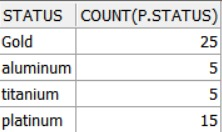 STATUS COUNT(P.STATUS)
Gold 25
aluminum 5
titanium 5
platinum 15